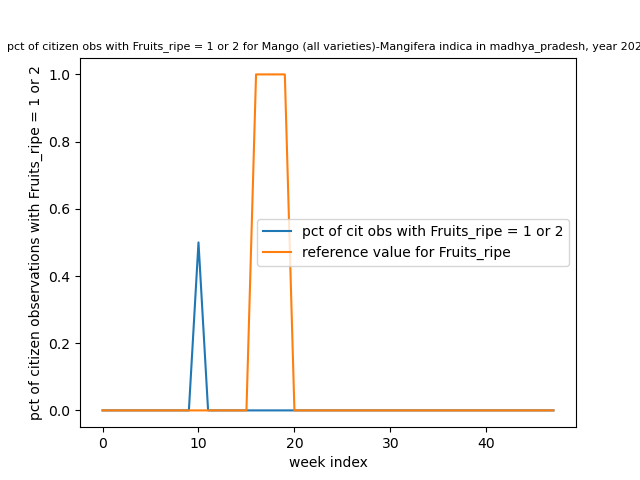 pct of citizen obs with Fruits_ripe = 1 or 2 for Mango (all varieties)-Mangifera indica in madhya_pradesh, year 202
pct of citizen observations with Fruits_ripe = 1 or 2
1.0
0.8
0.6
0.4
0.2
0.0
pct of cit obs with Fruits_ripe = 1 or 2
reference value for Fruits_ripe
0
10
20
30
40
week index